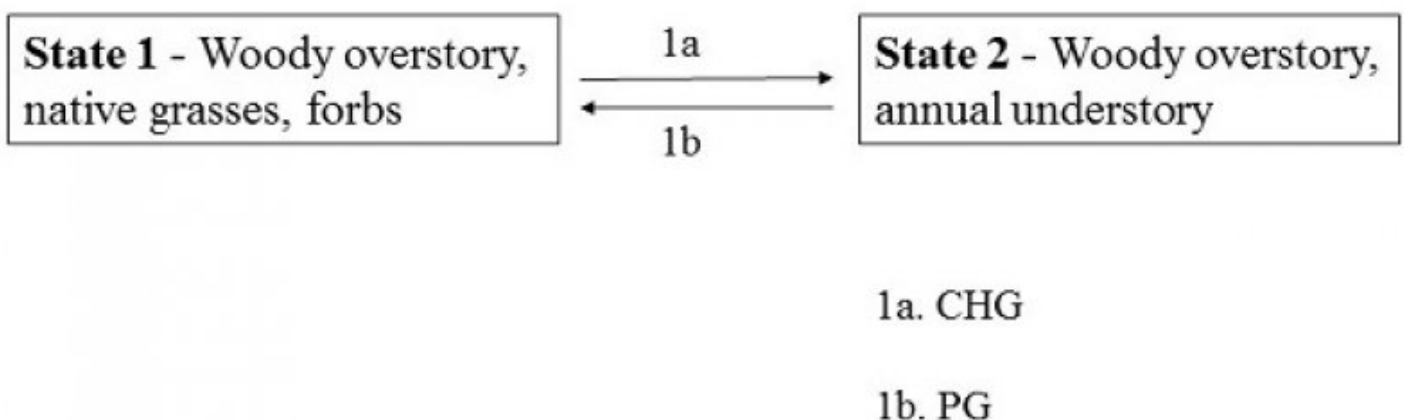 State 1 - Woody overstory,
native grasses, forbs
1a
1b
State 2 - Woody overstory,
annual understory
1a. CHG
1b. PG